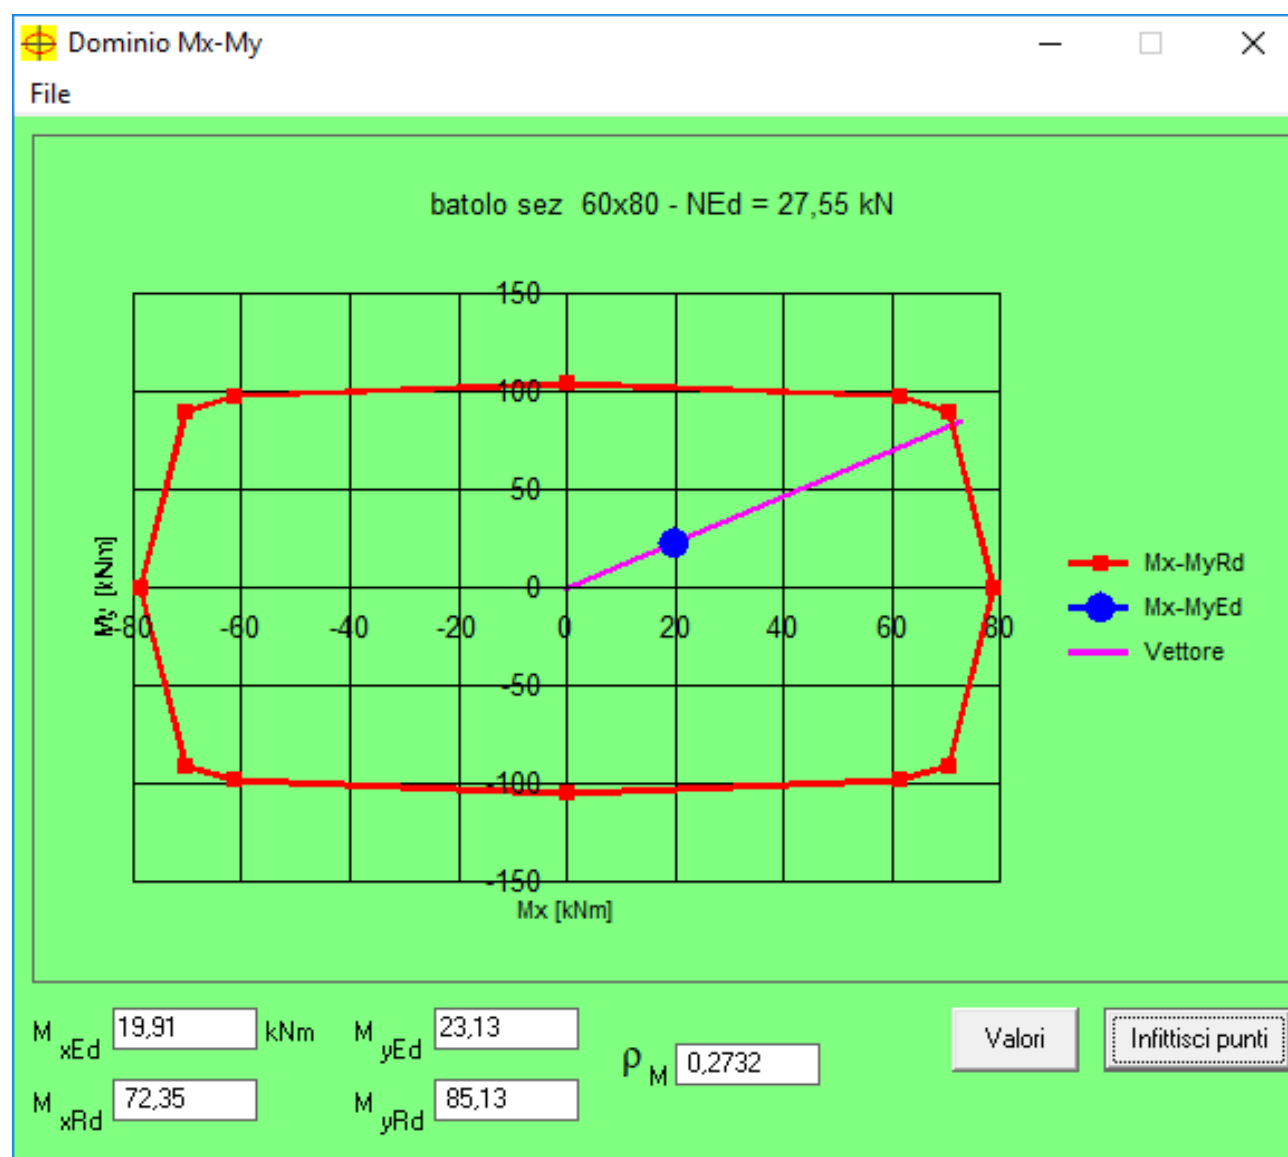 Dominio Mx-My
File
batolo sez 60x80 - NEd = 27,55 kN
150
100
50
0
-80 -60 -40 -20 0 20 40 60 80
-50
-100
-150
My [kNm]
Mx [kNm]
Mx-MyRd
Mx-MyEd
Vettore
M xEd 19,91 kNm M yEd 23,13
M xRd 72,35 M yRd 85,13
ρ M 0,2732
Valori
Infittisci punti